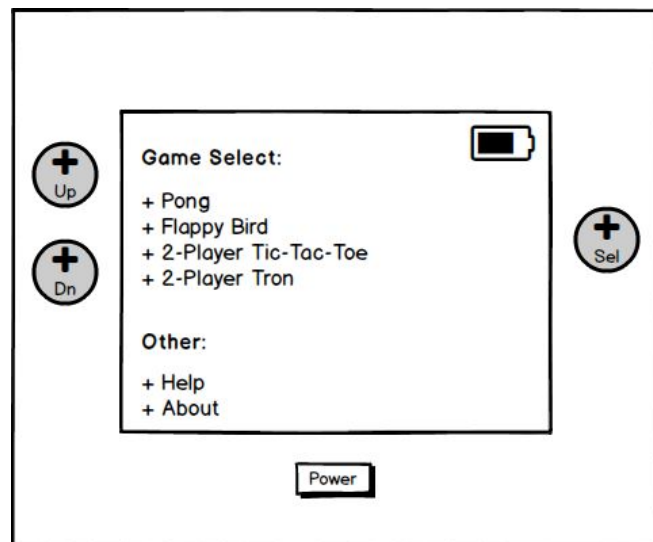 Game Select:
+ Pong
+ Flappy Bird
+ 2-Player Tic-Tac-Toe
+ 2-Player Tron
Other:
+ Help
+ About
+
Up
+
Dn
+
Sel
Power